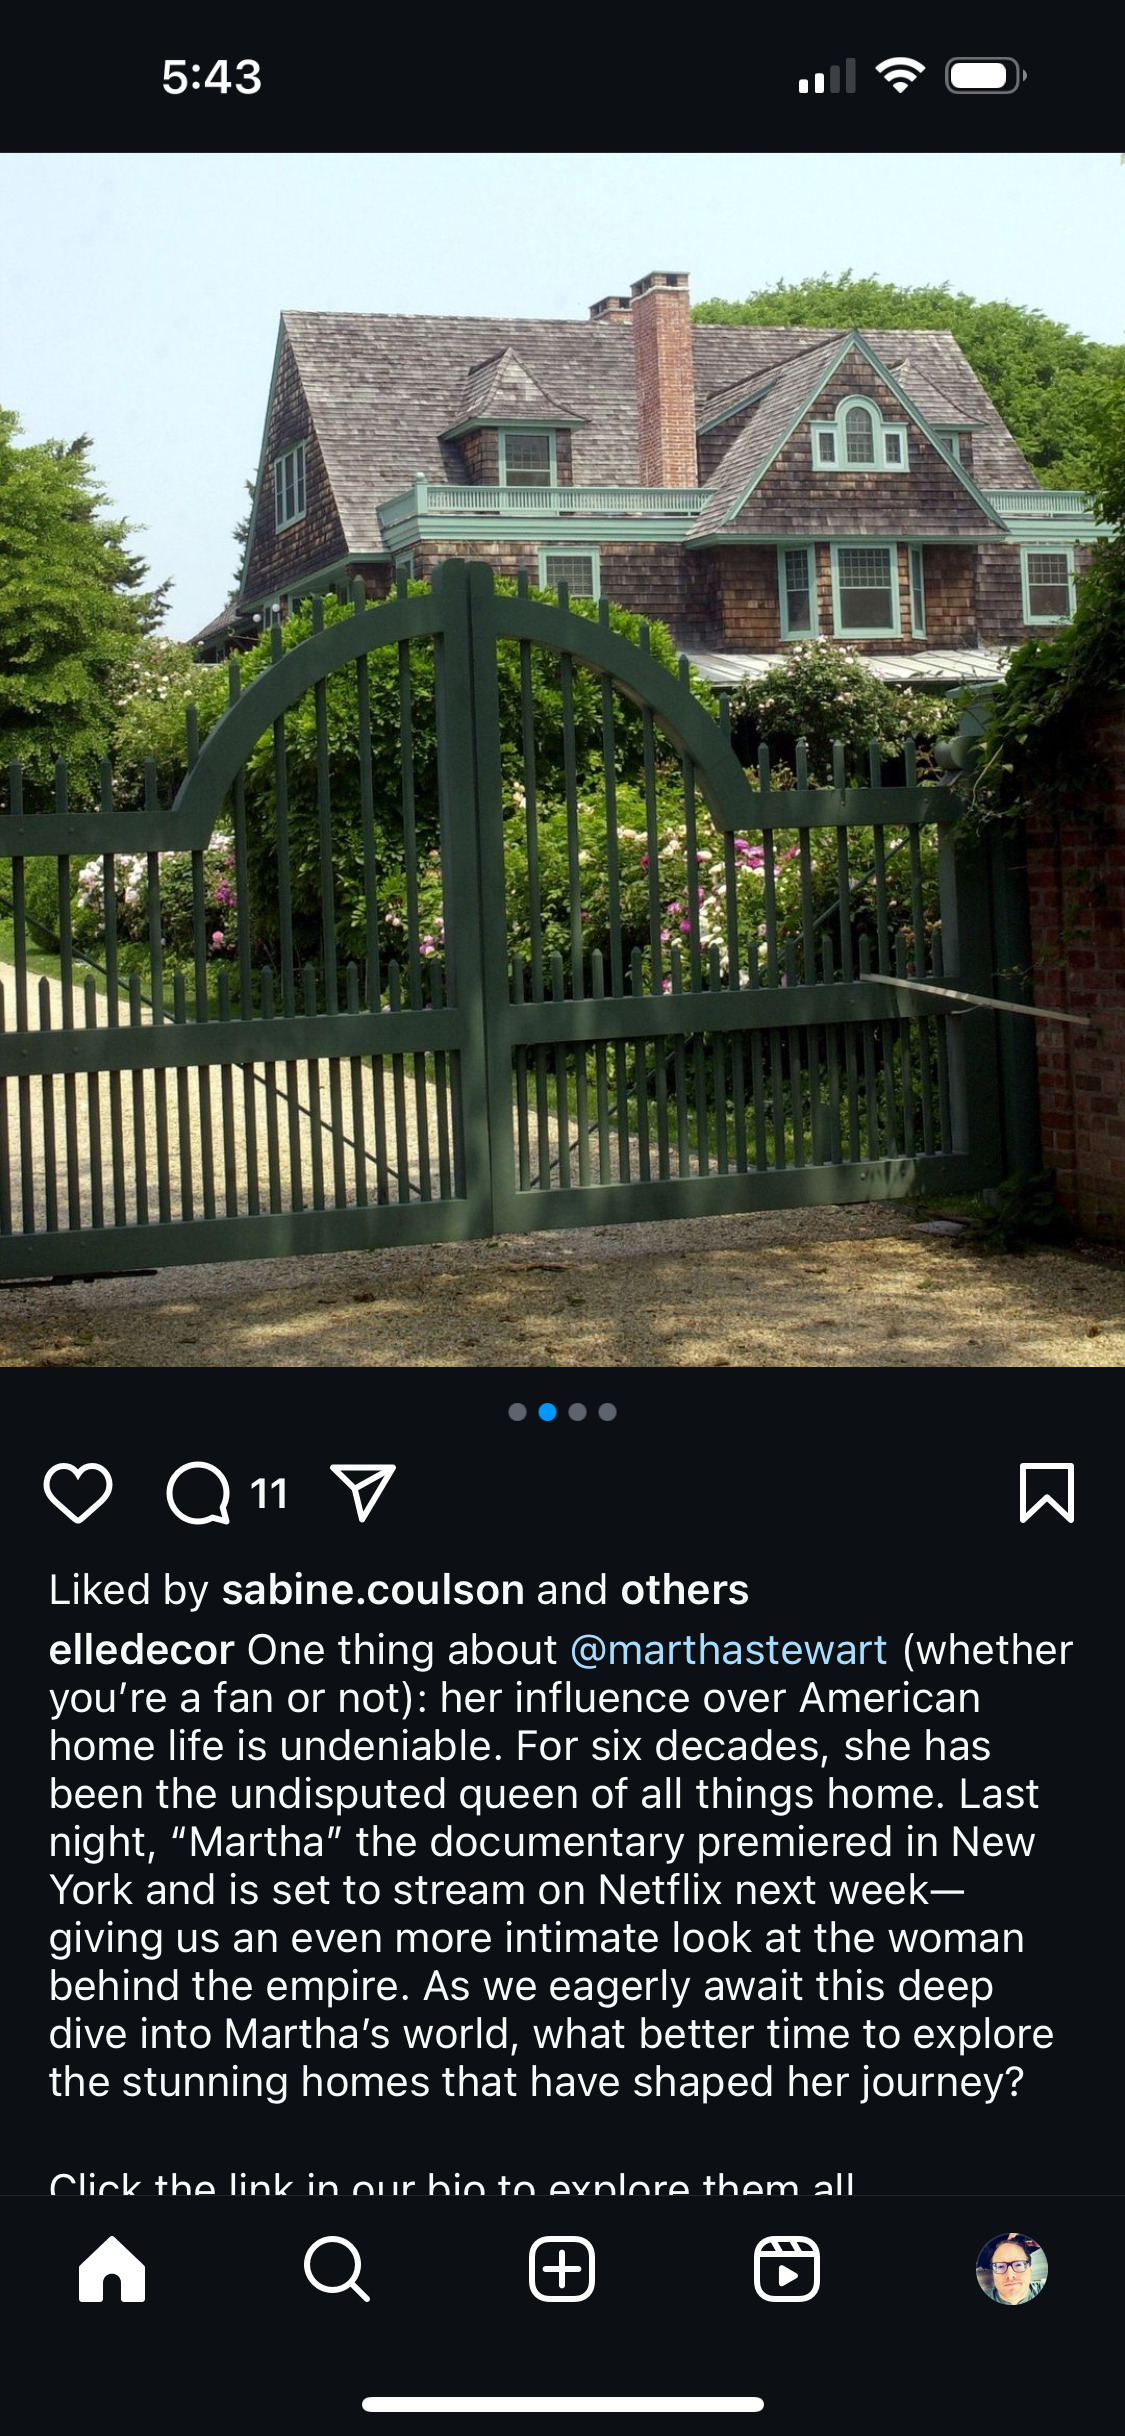 5:43
11
Liked by sabine.coulson and others
elledecor One thing about @marthastewart (whether
you’re a fan or not): her influence over American
home life is undeniable. For six decades, she has
been the undisputed queen of all things home. Last
night, “Martha” the documentary premiered in New
York and is set to stream on Netflix next week—
giving us an even more intimate look at the woman
behind the empire. As we eagerly await this deep
dive into Martha’s world, what better time to explore
the stunning homes that have shaped her journey?
Click the link in our bio to explore them all